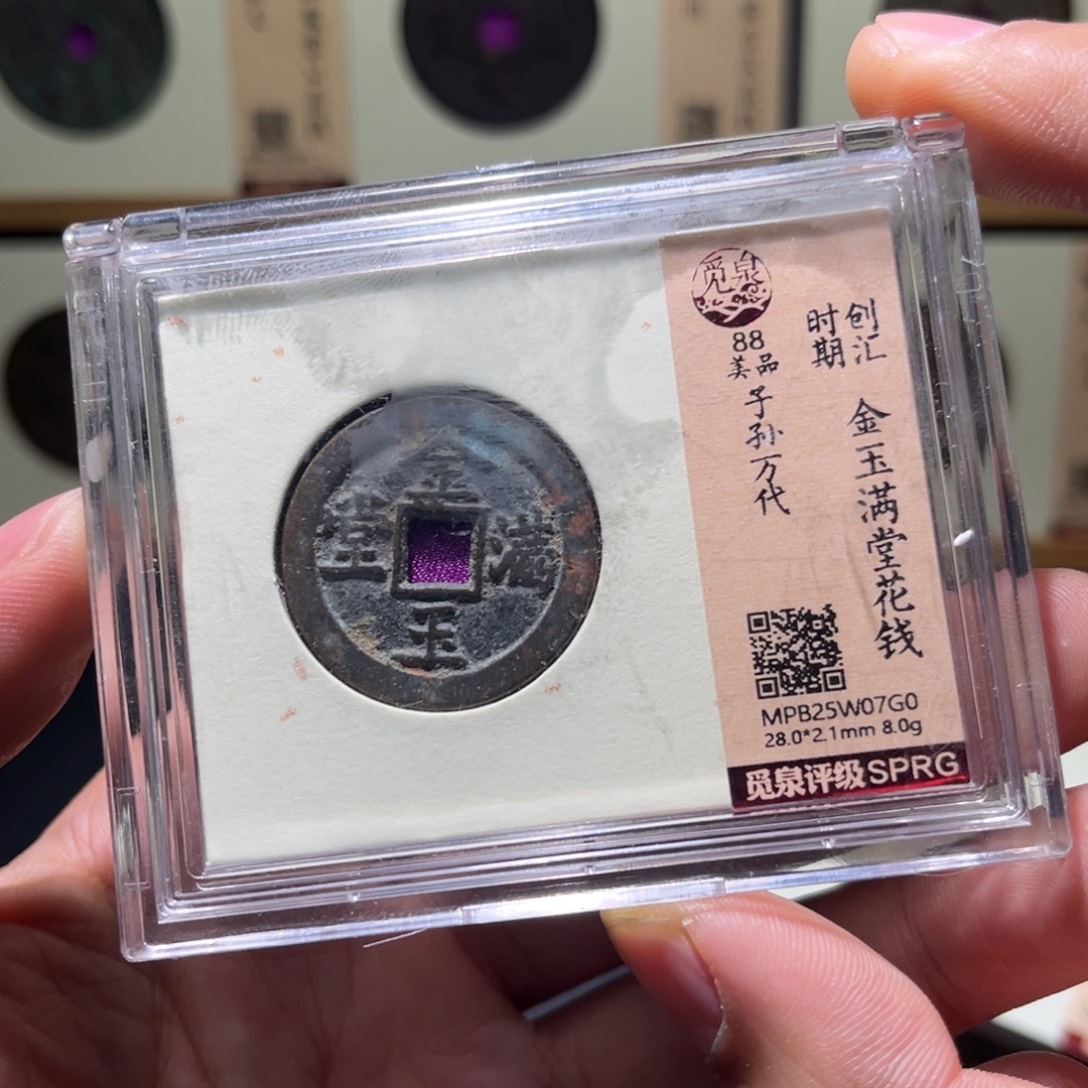 金玉满堂
觅泉
88
美品
子孙万代
创汇
时期
金玉满堂花钱
MPB25W07G0
28.0*2.1mm 8.0g
觅泉评级SPRG